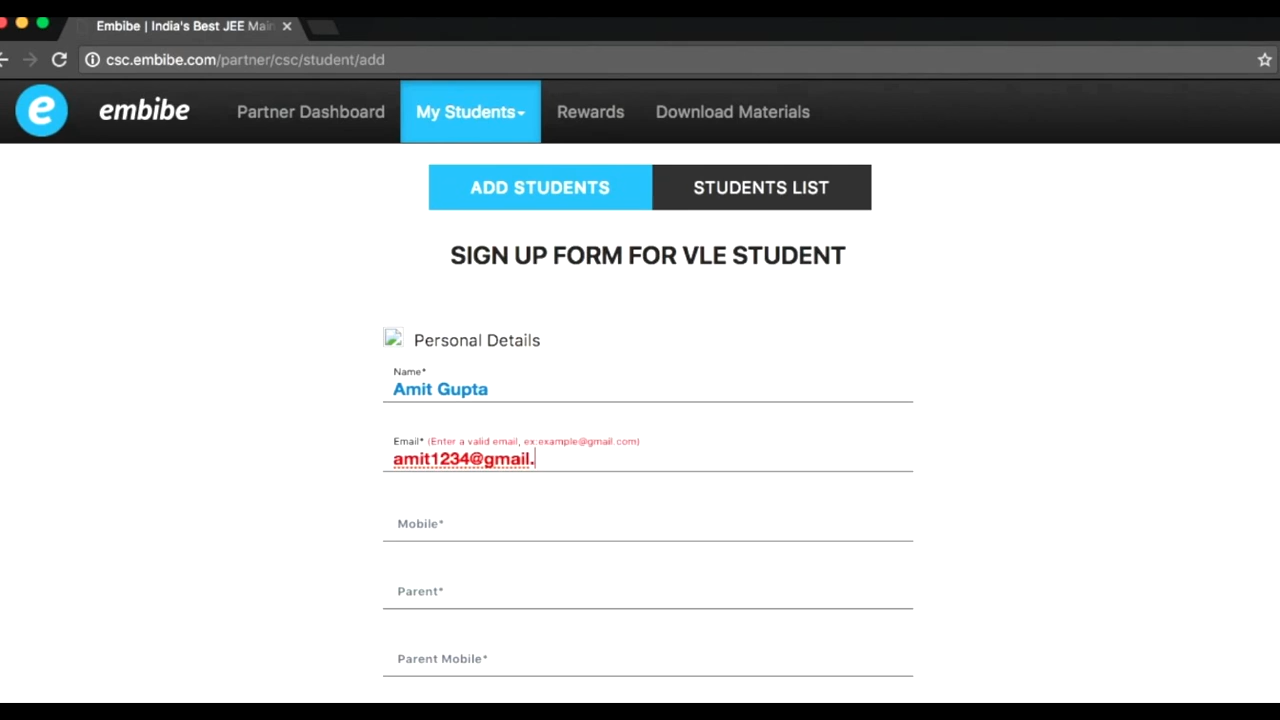 Embibe | India's Best JEE Main
csc.embibe.com/partner/csc/student/add
e embibe Partner Dashboard My Students Rewards Download Materials
ADD STUDENTS STUDENTS LIST
SIGN UP FORM FOR VLE STUDENT
Personal Details
Name*
Amit Gupta
Email* (Enter a valid email, ex:example@gmail.com)
amit1234@gmail.
Mobile*
Parent*
Parent Mobile*